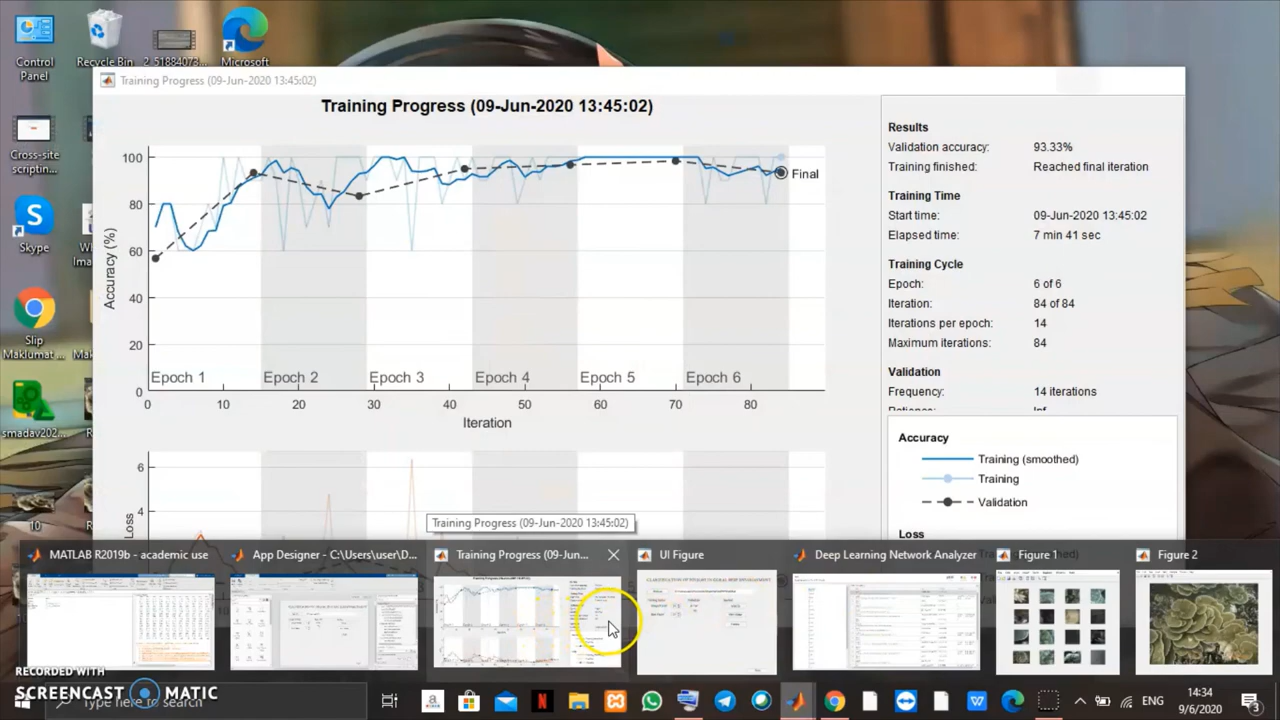 Control
Panel
Recycle Bin
2_51884073...
Microsoft
Cross-site
scriptin...
Skype
Slip
Maklumat ...
smadav202...
10
Training Progress (09-Jun-2020 13:45:02)
Training Progress (09-Jun-2020 13:45:02)
100
80
60
40
20
0
Accuracy (%)
Final
Epoch 1
Epoch 2
Epoch 3
Epoch 4
Epoch 5
Epoch 6
0
10
20
30
40
50
60
70
80
Iteration
6
4
Loss
Results
Validation accuracy: 93.33%
Training finished: Reached final iteration
Training Time
Start time: 09-Jun-2020 13:45:02
Elapsed time: 7 min 41 sec
Training Cycle
Epoch: 6 of 6
Iteration: 84 of 84
Iterations per epoch: 14
Maximum iterations: 84
Validation
Frequency: 14 iterations
Accuracy
Training (smoothed)
Training
Validation
Loss
Training Progress (09-Jun-2020 13:45:02)
MATLAB R2019b - academic use
App Designer - C:\Users\user\D...
Training Progress (09-Jun...
UI Figure
Deep Learning Network Analyzer
Figure 1
Figure 2
RECORDED WITH
SCREENCAST MATIC
Type here to search
ENG
14:34
9/6/2020
3